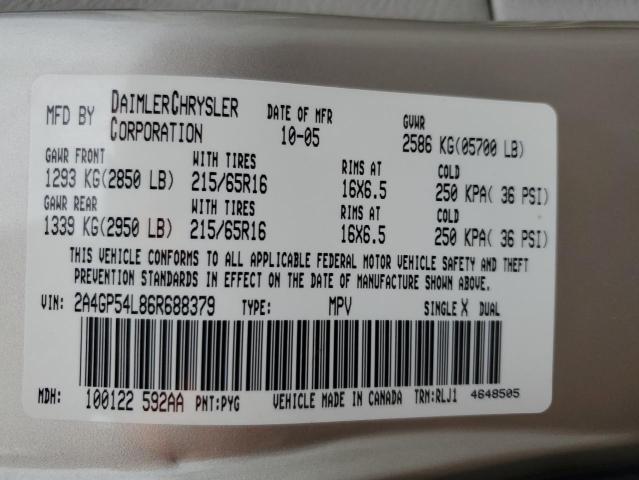 MFD BY DAIMLERCHRYSLER CORPORATION DATE OF MFR 10-05 GVWR 2586 KG(05700 LB)
GAWR FRONT WITH TIRES RIMS AT COLD
1293 KG(2850 LB) 215/65R16 16X6.5 250 KPA( 36 PSI)
GAWR REAR WITH TIRES RIMS AT COLD
1339 KG(2950 LB) 215/65R16 16X6.5 250 KPA( 36 PSI)
THIS VEHICLE CONFORMS TO ALL APPLICABLE FEDERAL MOTOR VEHICLE SAFETY AND THEFT
PREVENTION STANDARDS IN EFFECT ON THE DATE OF MANUFACTURE SHOWN ABOVE.
VIN: 2A4GP54L86R688379 TYPE: MPV SINGLE X DUAL
MDH: 100122 592AA PNT:PYG VEHICLE MADE IN CANADA TRM:RLJ1 4648505